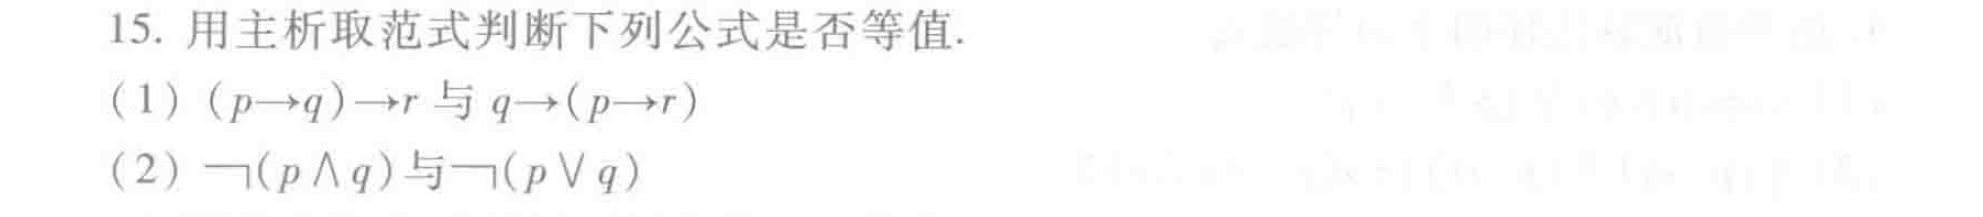 15. 用主析取范式判断下列公式是否等值.
(1) (p→q)→r 与 q→(p→r)
(2) ￢(p∧q)与￢(p∨q)